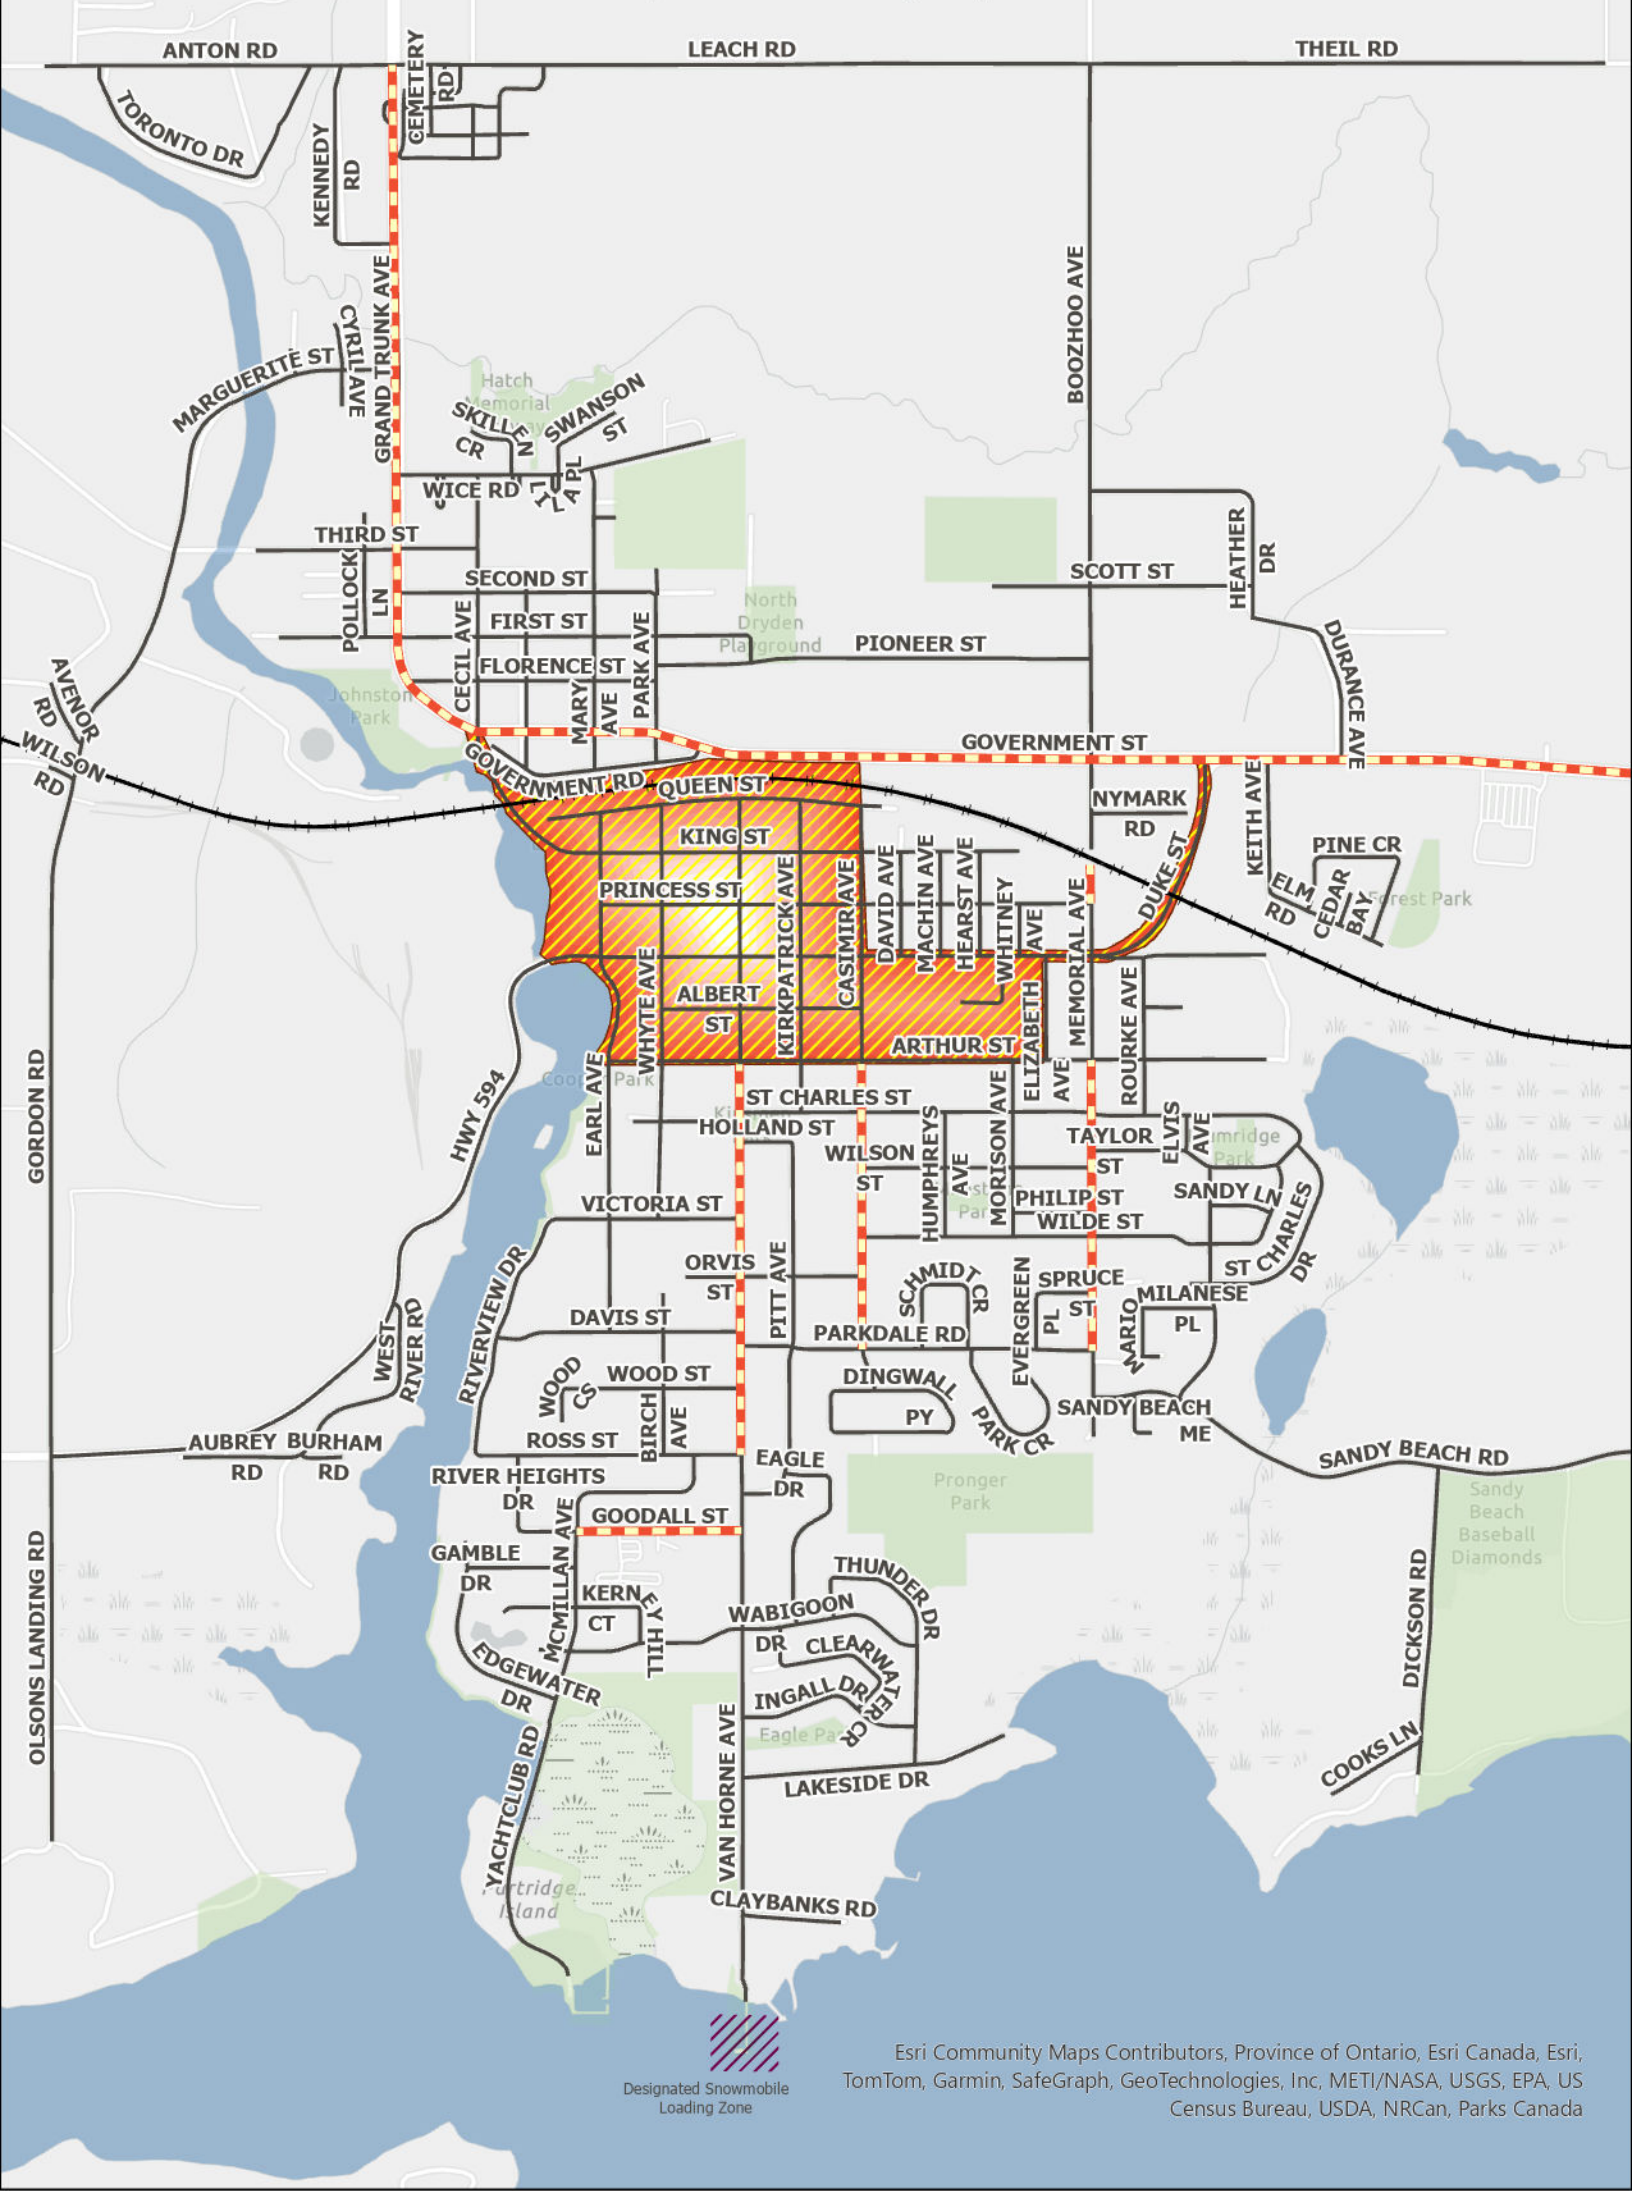 ANTON RD
LEACH RD
THEIL RD
CEMETERY
RD
TORONTO DR
KENNEDY
RD
GRAND TRUNK AVE
BOOZHOO AVE
CYRIL AVE
MARGUERITE ST
Hatch
Memorial
SKILLEN
CR
SWANSON
ST
WICE RD
LILA PL
THIRD ST
POLLOCK
LN
SECOND ST
SCOTT ST
HEATHER
DR
North
Dryden
Playground
FIRST ST
CECIL AVE
PARK AVE
PIONEER ST
FLORENCE ST
DURANCE AVE
MARY
AVE
Johnston
Park
AVENOR
RD
WILSON
RD
GOVERNMENT ST
GOVERNMENT RD
QUEEN ST
NYMARK
RD
KEITH AVE
KING ST
PINE CR
ELM
RD
CEDAR
BAY
Forest Park
DUKE ST
PRINCESS ST
KIRKPATRICK AVE
CASIMIR AVE
DAVID AVE
MACHIN AVE
HEARST AVE
WHITNEY
AVE
MEMORIAL AVE
WHYTE AVE
ALBERT
ST
ELIZABETH
AVE
ROURKE AVE
ARTHUR ST
Cooper Park
EARL AVE
HWY 594
GORDON RD
ST CHARLES ST
HOLLAND ST
WILSON
ST
HUMPHREYS
AVE
MORISON AVE
TAYLOR
ST
ELVIS
AVE
Park
PHILIP ST
SANDY LN
WILDE ST
ST CHARLES
DR
VICTORIA ST
RIVERVIEW DR
ORVIS
ST
PITT AVE
SCHMIDT CR
EVERGREEN
PL
SPRUCE
ST
MARIO
MILANESE
PL
DAVIS ST
PARKDALE RD
WEST
RIVER RD
WOOD
CS
WOOD ST
DINGWALL
PY
PARK CR
SANDY BEACH
ME
BIRCH
AVE
ROSS ST
AUBREY
RD
BURHAM
RD
EAGLE
DR
SANDY BEACH RD
RIVER HEIGHTS
DR
Pronger
Park
Sandy
Beach
Baseball
Diamonds
GOODALL ST
MCMILLAN AVE
GAMBLE
DR
KERNEY HILL
CT
THUNDER DR
WABIGOON
DR
CLEARWATER CR
OLSONS LANDING RD
DICKSON RD
EDGEWATER
DR
INGALL DR
VAN HORNE AVE
COOKS LN
LAKESIDE DR
YACHTCLUB RD
Partridge
Island
CLAYBANKS RD
Designated Snowmobile
Loading Zone
Esri Community Maps Contributors, Province of Ontario, Esri Canada, Esri,
TomTom, Garmin, SafeGraph, GeoTechnologies, Inc, METI/NASA, USGS, EPA, US
Census Bureau, USDA, NRCan, Parks Canada